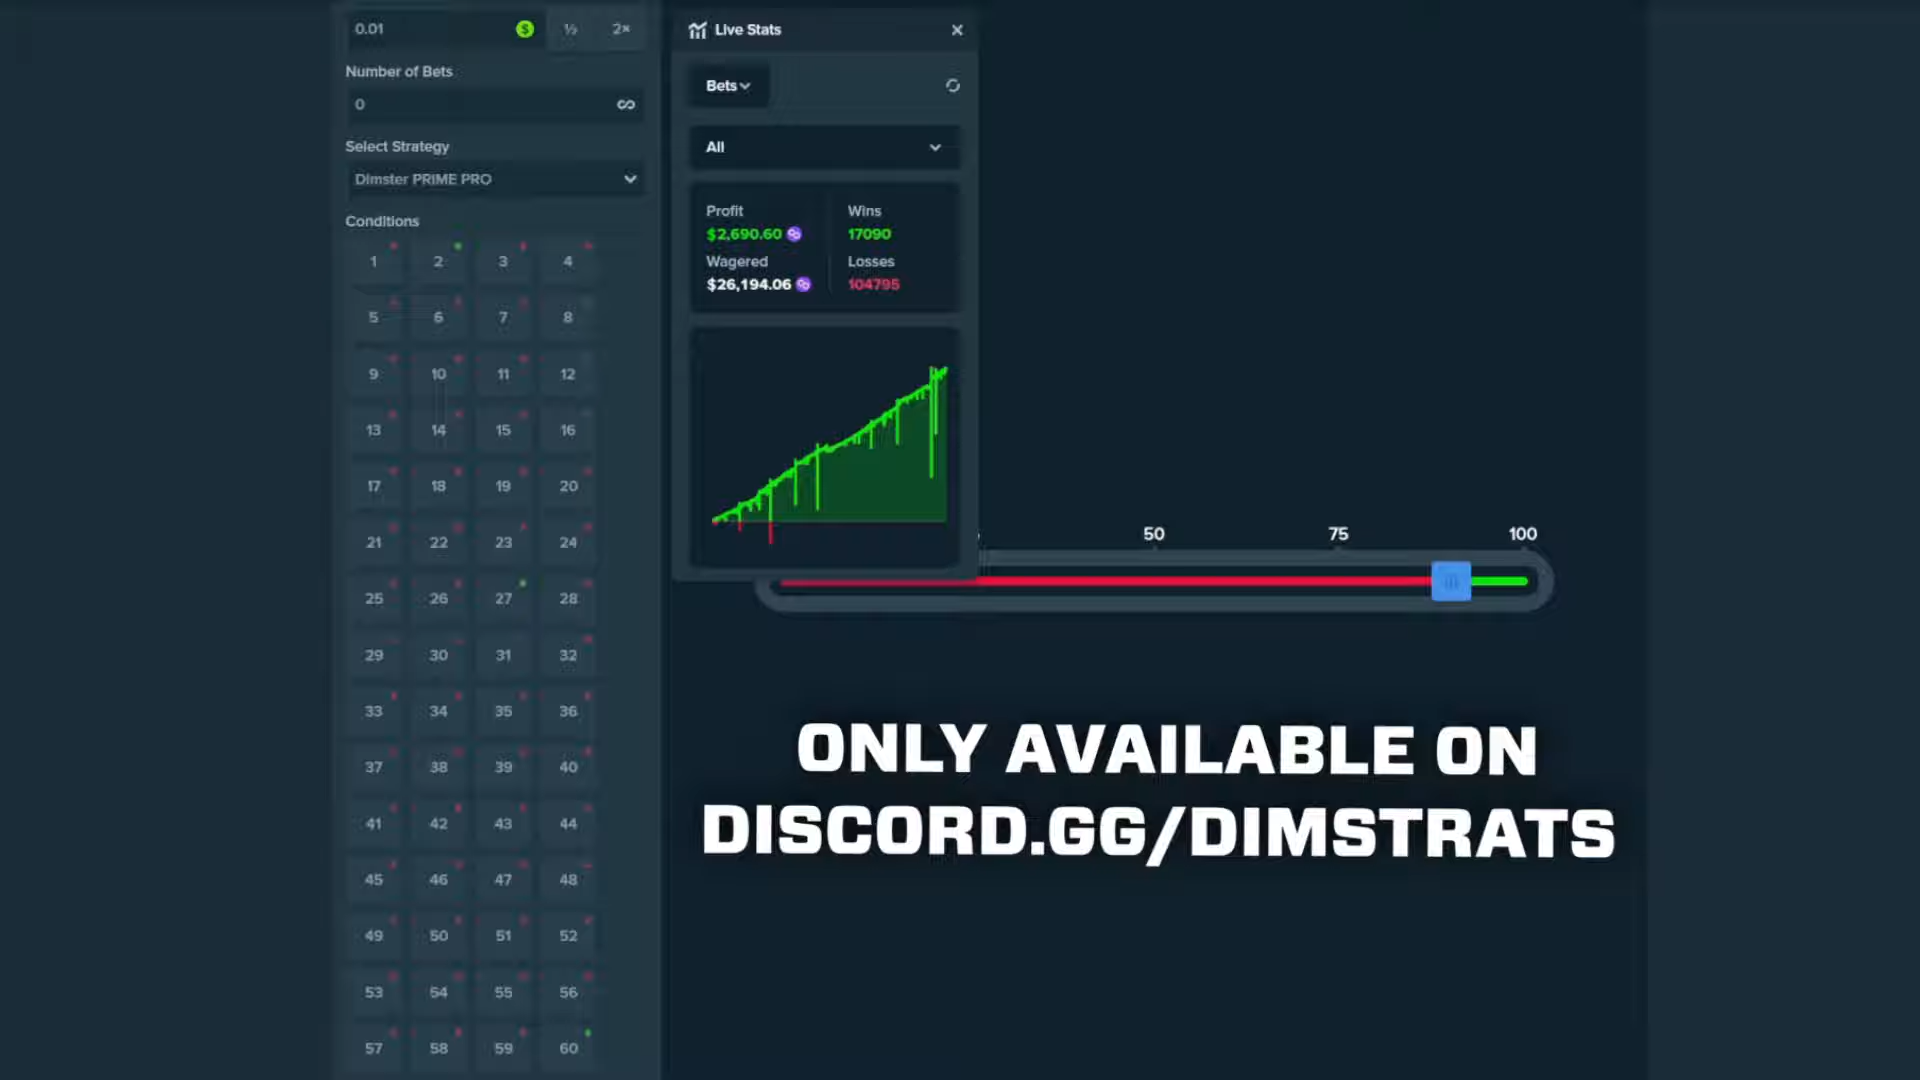 0.01 ½ 2×
Number of Bets
0
Select Strategy
Dimster PRIME PRO
Conditions
1 2 3 4
5 6 7 8
9 10 11 12
13 14 15 16
17 18 19 20
21 22 23 24
25 26 27 28
29 30 31 32
33 34 35 36
37 38 39 40
41 42 43 44
45 46 47 48
49 50 51 52
53 54 55 56
57 58 59 60
Live Stats
Bets
All
Profit Wins
$2,690.60 17090
Wagered Losses
$26,194.06 104795
50 75 100
ONLY AVAILABLE ON
DISCORD.GG/DIMSTRATS